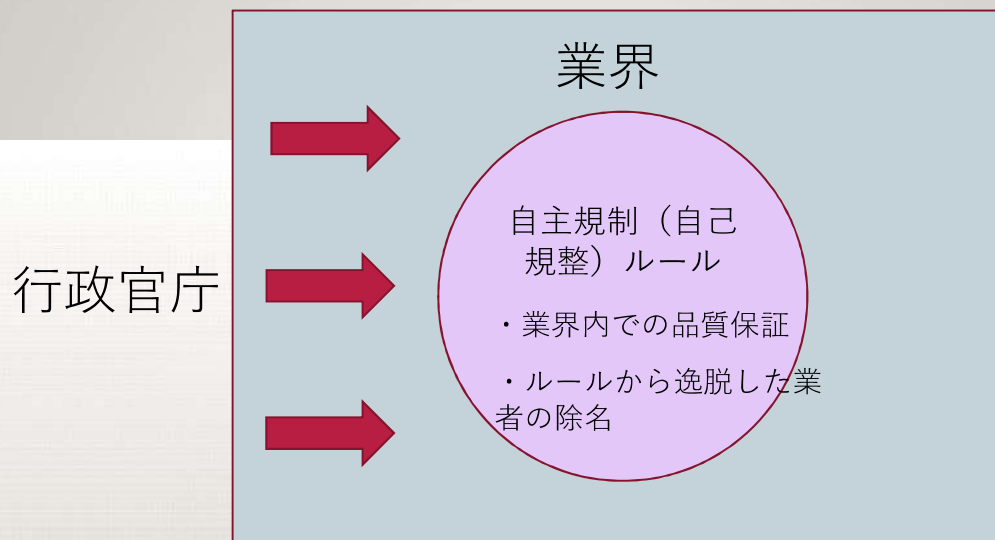 業界
行政官庁
自主規制（自己
規整）ルール
・業界内での品質保証
・ルールから逸脱した業
者の除名